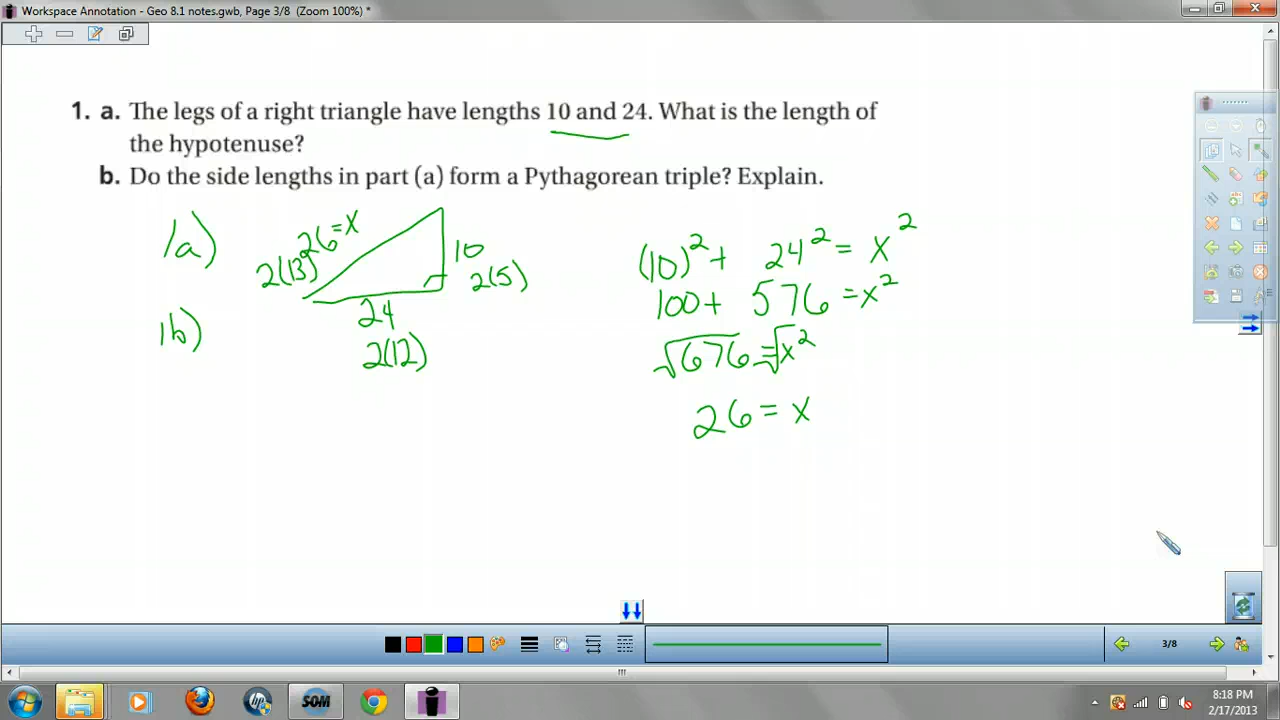 Workspace Annotation - Geo 8.1 notes.gwb, Page 3/8 (Zoom 100%) *
1. a. The legs of a right triangle have lengths 10 and 24. What is the length of
the hypotenuse?
b. Do the side lengths in part (a) form a Pythagorean triple? Explain.
1a)
26=x
2(13)
10
2(5)
24
2(12)
(10)²+ 24² = x²
100+ 576 =x²
√676 =√x²
26 = x
1b)
3/8
SOM
8:18 PM
2/17/2013